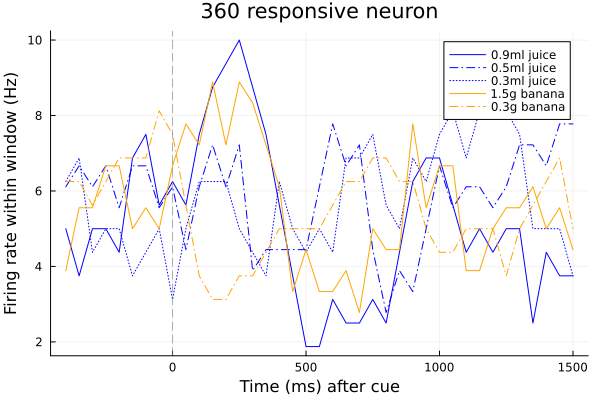 360 responsive neuron
Firing rate within window (Hz)
10
8
6
4
2
0.9ml juice
0.5ml juice
0.3ml juice
1.5g banana
0.3g banana
0
500
1000
1500
Time (ms) after cue